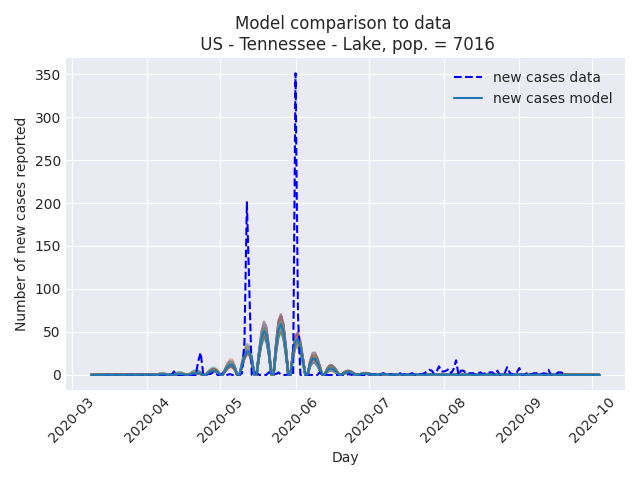 Model comparison to data
US - Tennessee - Lake, pop. = 7016
new cases data
new cases model
Number of new cases reported
350
300
250
200
150
100
50
0
2020-03
2020-04
2020-05
2020-06
2020-07
2020-08
2020-09
2020-10
Day